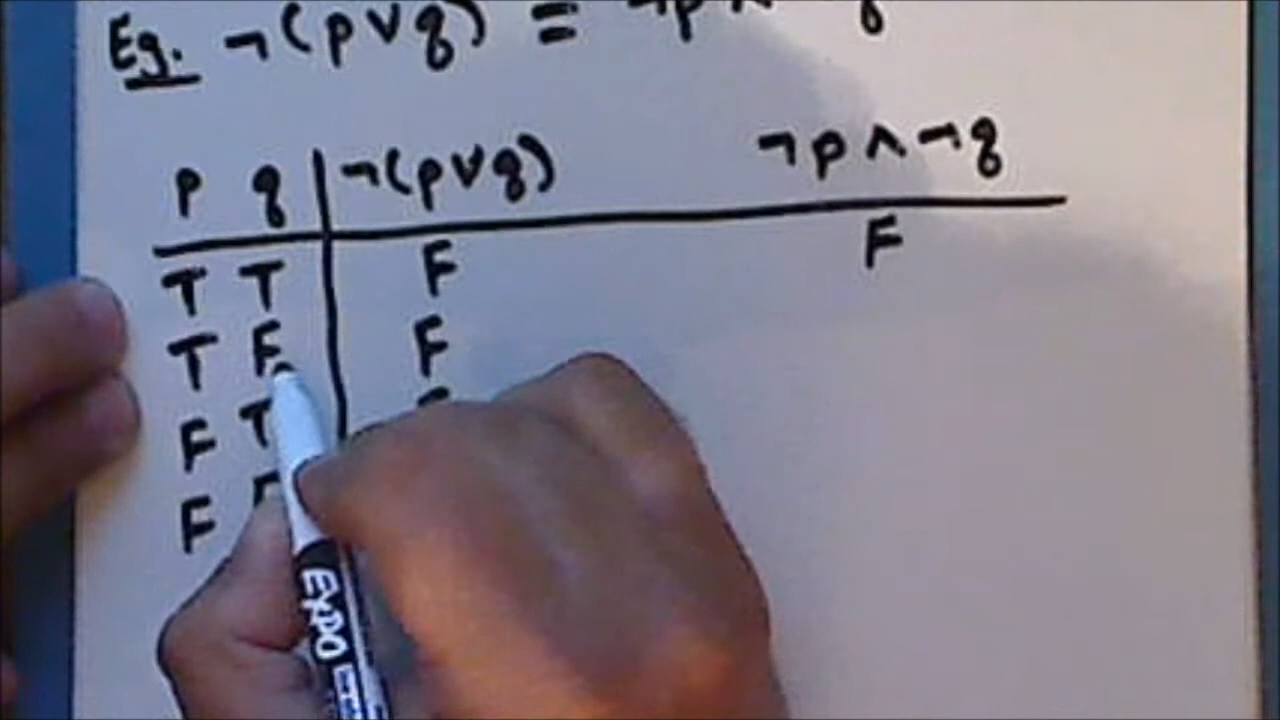 Eg. ¬(p∨q) ≡ ¬p∧ q
p q ¬(p∨q) ¬p∧¬q
T T F F
T F F
F T
F
EXPO